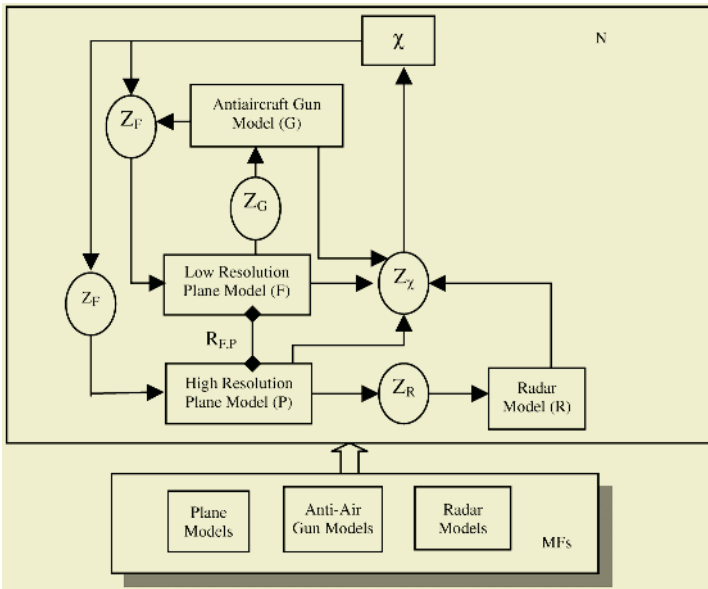 χ
N
Antiaircraft Gun
Model (G)
Z_F
Z_G
Low Resolution
Plane Model (F)
Z_χ
Z_F
R_F,P
High Resolution
Plane Model (P)
Z_R
Radar
Model (R)
Plane
Models
Anti-Air
Gun Models
Radar
Models
MFs